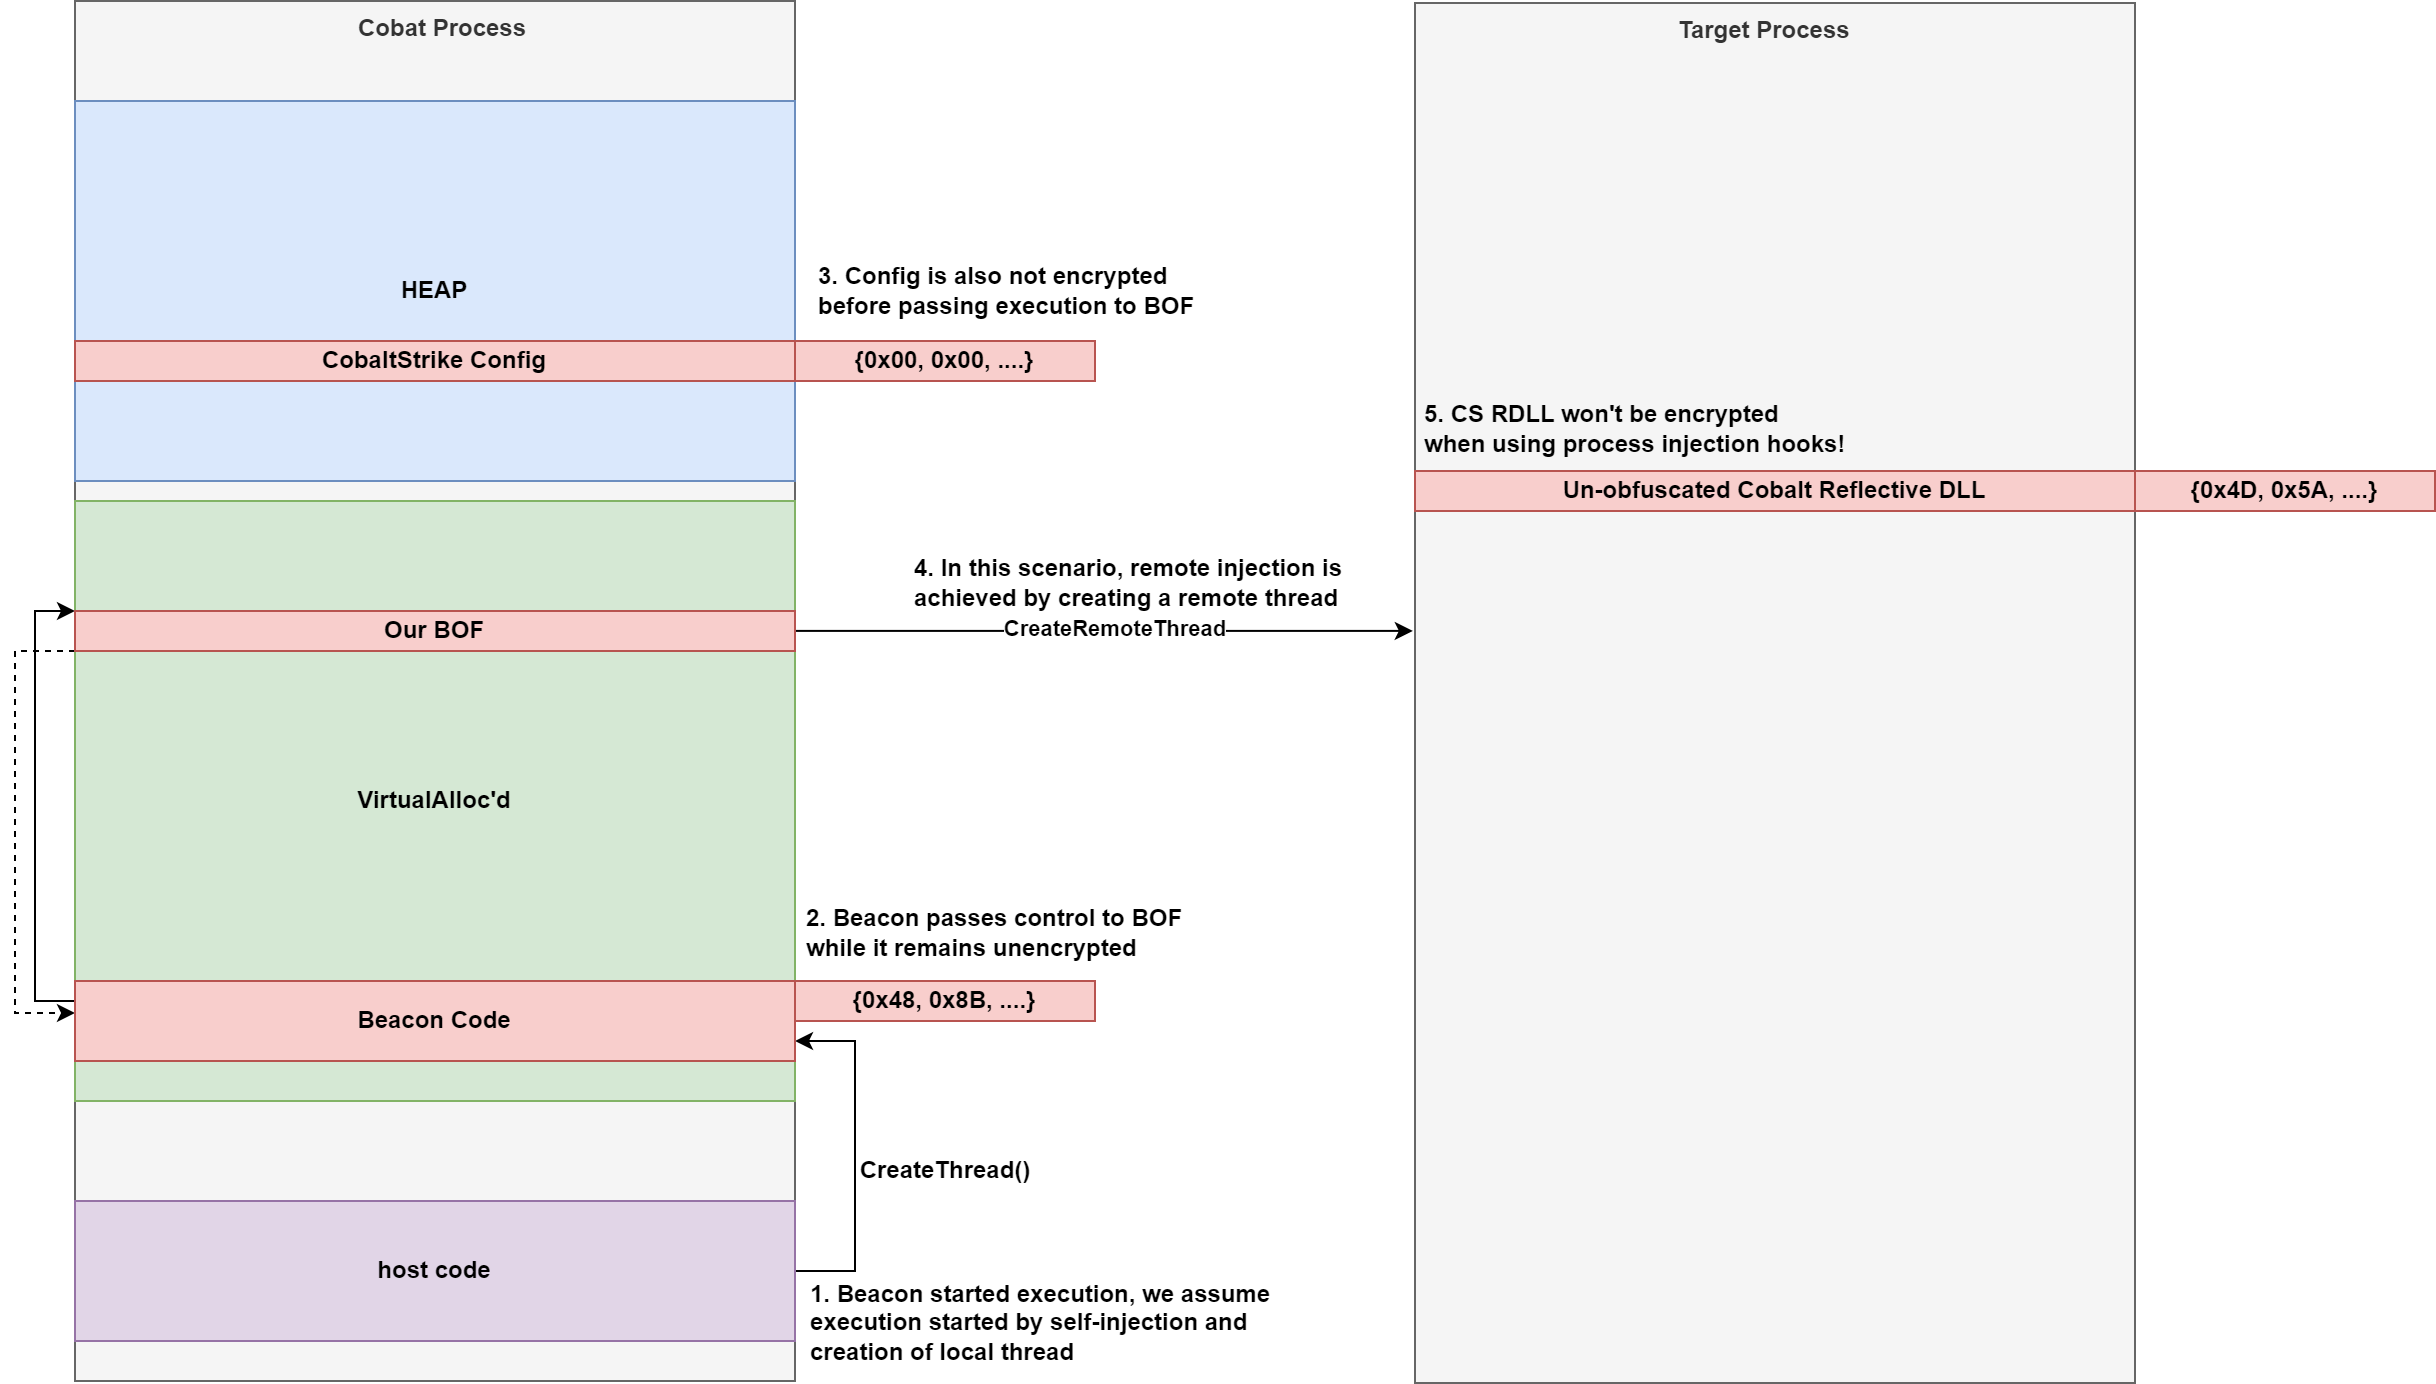 Cobat Process
Target Process
HEAP
3. Config is also not encrypted
before passing execution to BOF
CobaltStrike Config
{0x00, 0x00, ....}
5. CS RDLL won't be encrypted
when using process injection hooks!
Un-obfuscated Cobalt Reflective DLL
{0x4D, 0x5A, ....}
4. In this scenario, remote injection is
achieved by creating a remote thread
CreateRemoteThread
Our BOF
VirtualAlloc'd
2. Beacon passes control to BOF
while it remains unencrypted
{0x48, 0x8B, ....}
Beacon Code
CreateThread()
host code
1. Beacon started execution, we assume
execution started by self-injection and
creation of local thread